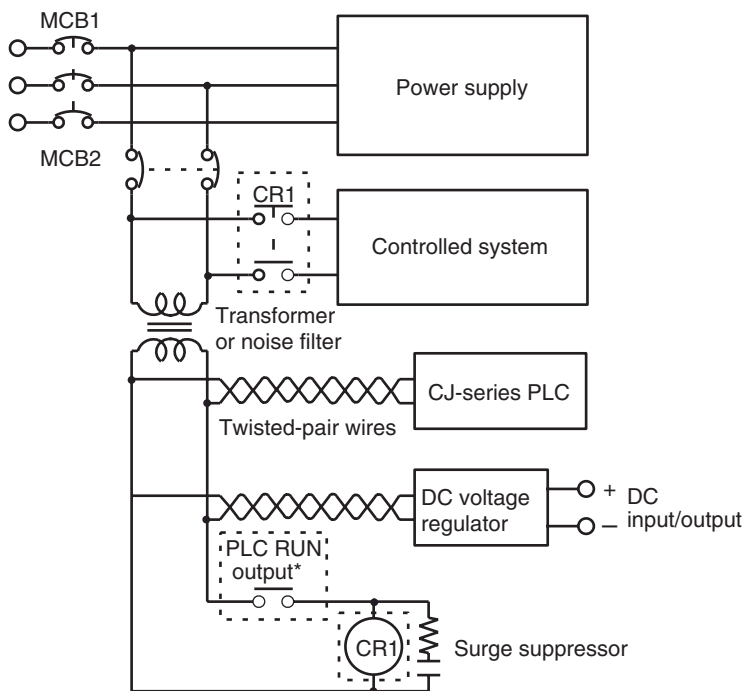 MCB1
Power supply
MCB2
CR1
Controlled system
Transformer
or noise filter
CJ-series PLC
Twisted-pair wires
DC voltage
regulator
+
–
DC
input/output
PLC RUN
output*
CR1
Surge suppressor